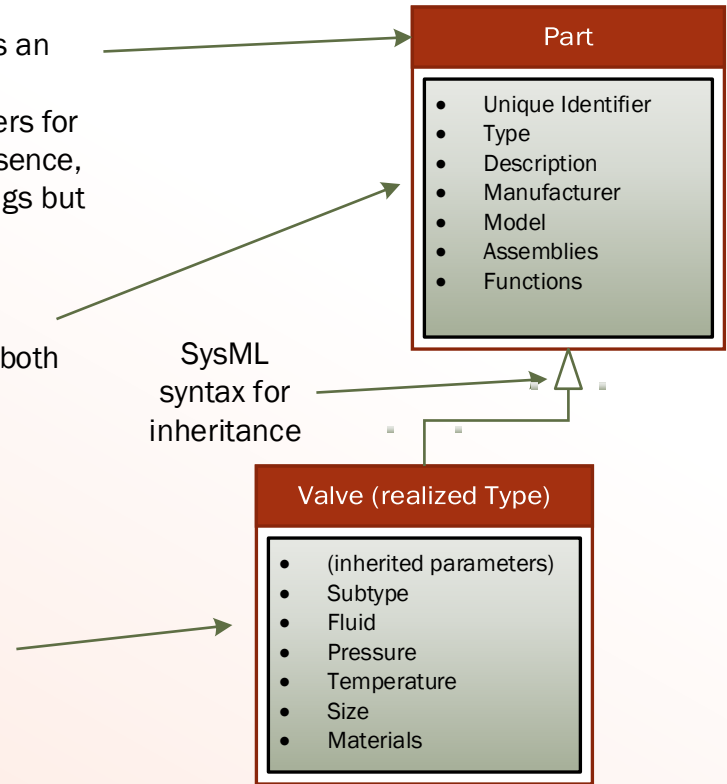 s an
ers for
sence,
gs but
both
Part
• Unique Identifier
• Type
• Description
• Manufacturer
• Model
• Assemblies
• Functions
SysML
syntax for
inheritance
Valve (realized Type)
• (inherited parameters)
• Subtype
• Fluid
• Pressure
• Temperature
• Size
• Materials